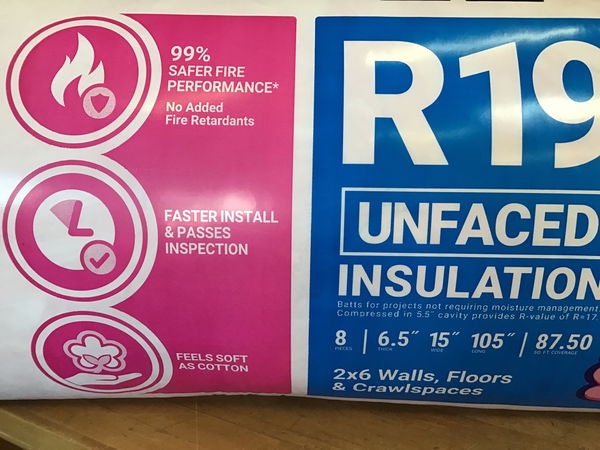 99%
SAFER FIRE
PERFORMANCE*
No Added
Fire Retardants
FASTER INSTALL
& PASSES
INSPECTION
FEELS SOFT
AS COTTON
R19
UNFACED
INSULATION
Batts for projects not requiring moisture management
Compressed in 5.5" cavity provides R-value of R=17.
8 | 6.5" 15" 105" | 87.50
PIECES THICK WIDE LONG SQ. FT. COVERAGE
2x6 Walls, Floors
& Crawlspaces